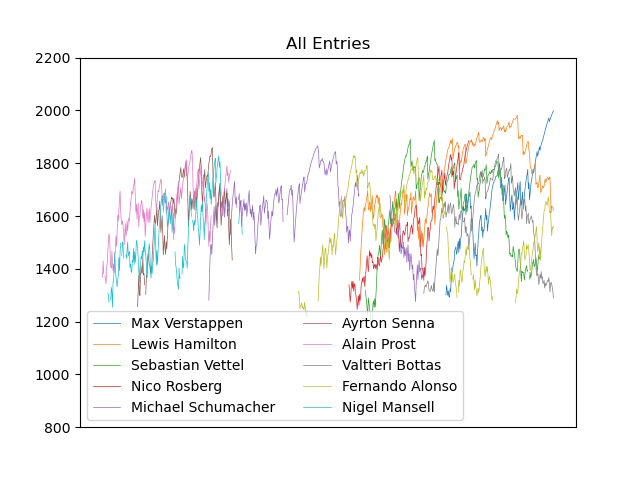 All Entries
2200
2000
1800
1600
1400
1200
1000
800
Max Verstappen
Lewis Hamilton
Sebastian Vettel
Nico Rosberg
Michael Schumacher
Ayrton Senna
Alain Prost
Valtteri Bottas
Fernando Alonso
Nigel Mansell